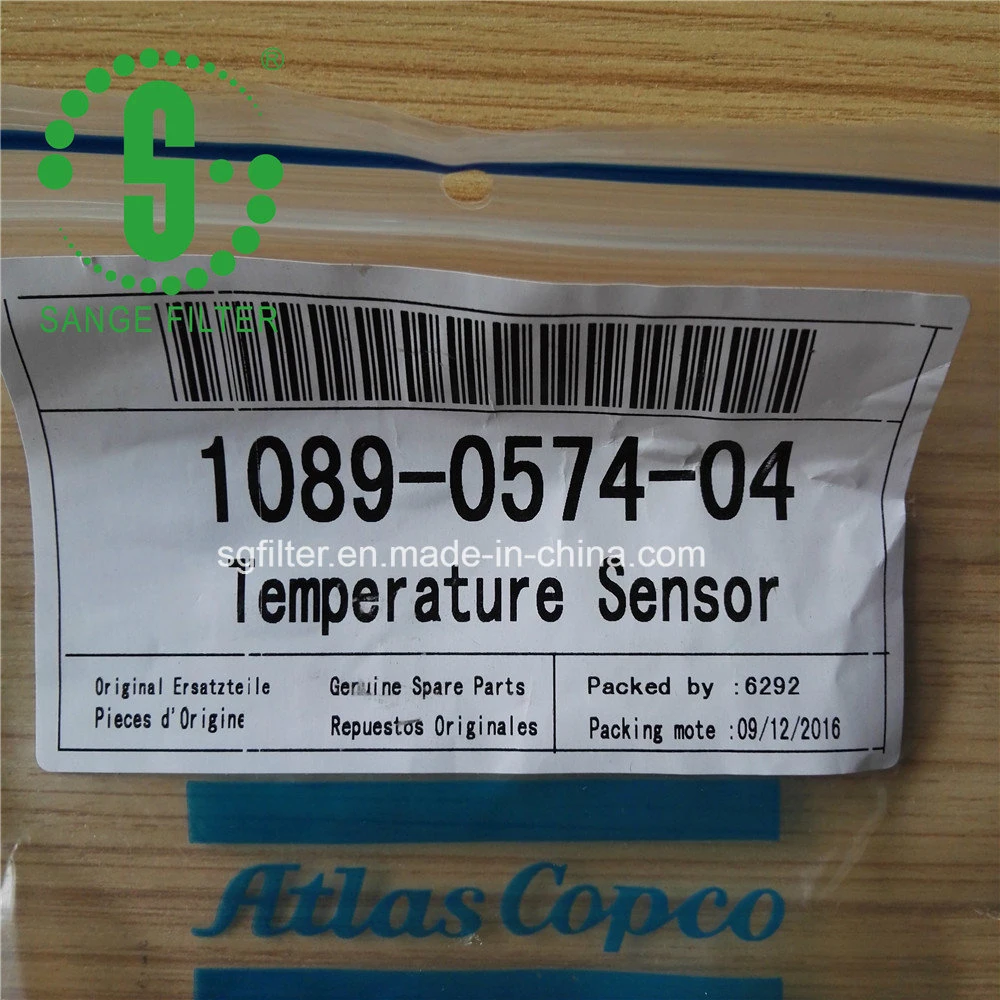 S ®
SANGE FILTER
1089-0574-04
sgfilter.en.made-in-china.com
Temperature Sensor
Original Ersatzteile Genuine Spare Parts Packed by :6292
Pieces d'Origine Repuestos Originales Packing mote :09/12/2016
Atlas Copco